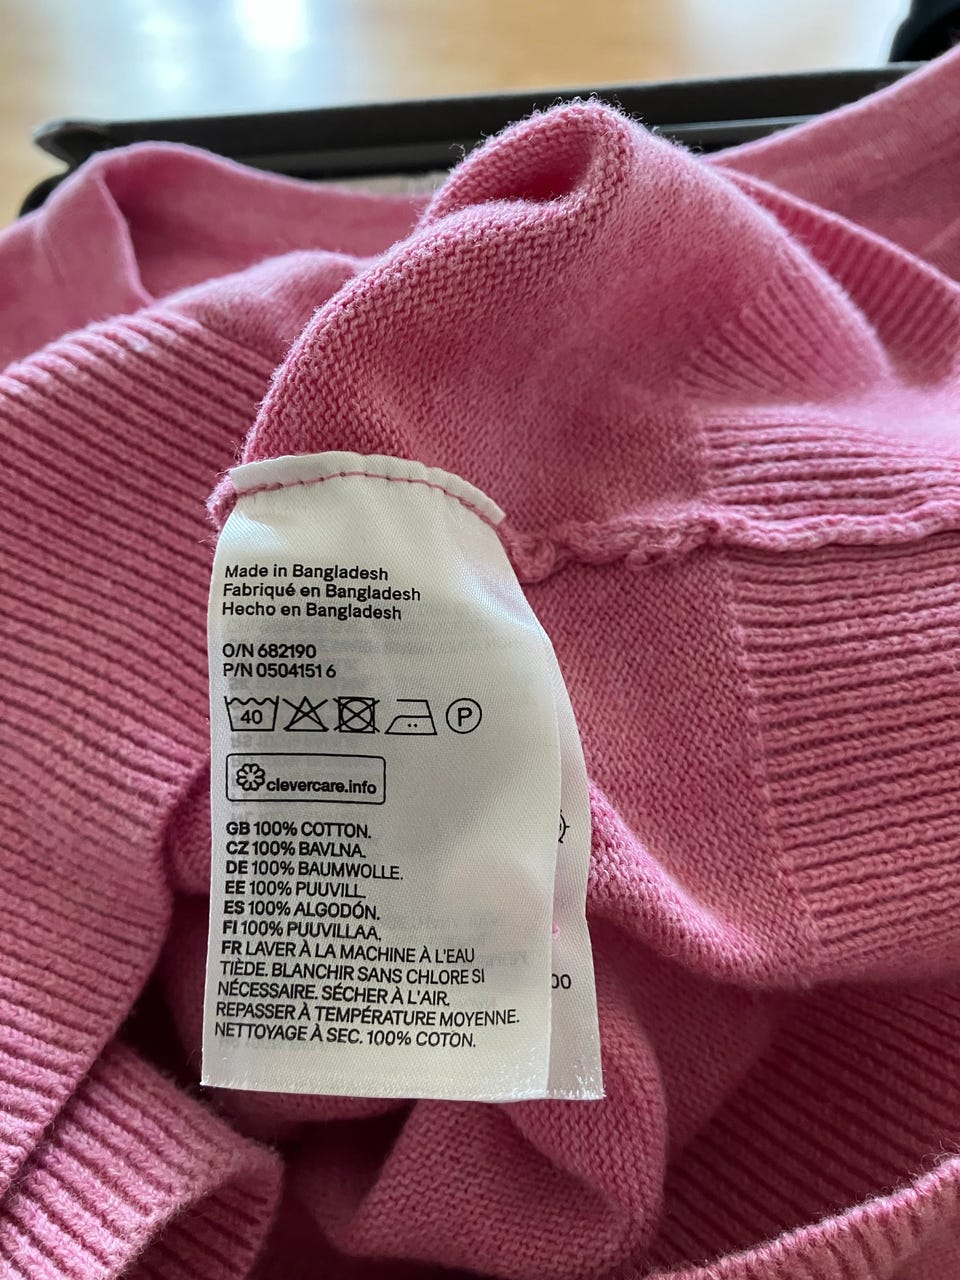 Made in Bangladesh
Fabriqué en Bangladesh
Hecho en Bangladesh
O/N 682190
P/N 0504151 6
40
P
clevercare.info
GB 100% COTTON.
CZ 100% BAVLNA.
DE 100% BAUMWOLLE.
EE 100% PUUVILL.
ES 100% ALGODÓN.
FI 100% PUUVILLAA.
FR LAVER À LA MACHINE À L'EAU
TIÈDE. BLANCHIR SANS CHLORE SI
NÉCESSAIRE. SÉCHER À L'AIR.
REPASSER À TEMPÉRATURE MOYENNE.
NETTOYAGE À SEC. 100% COTON.